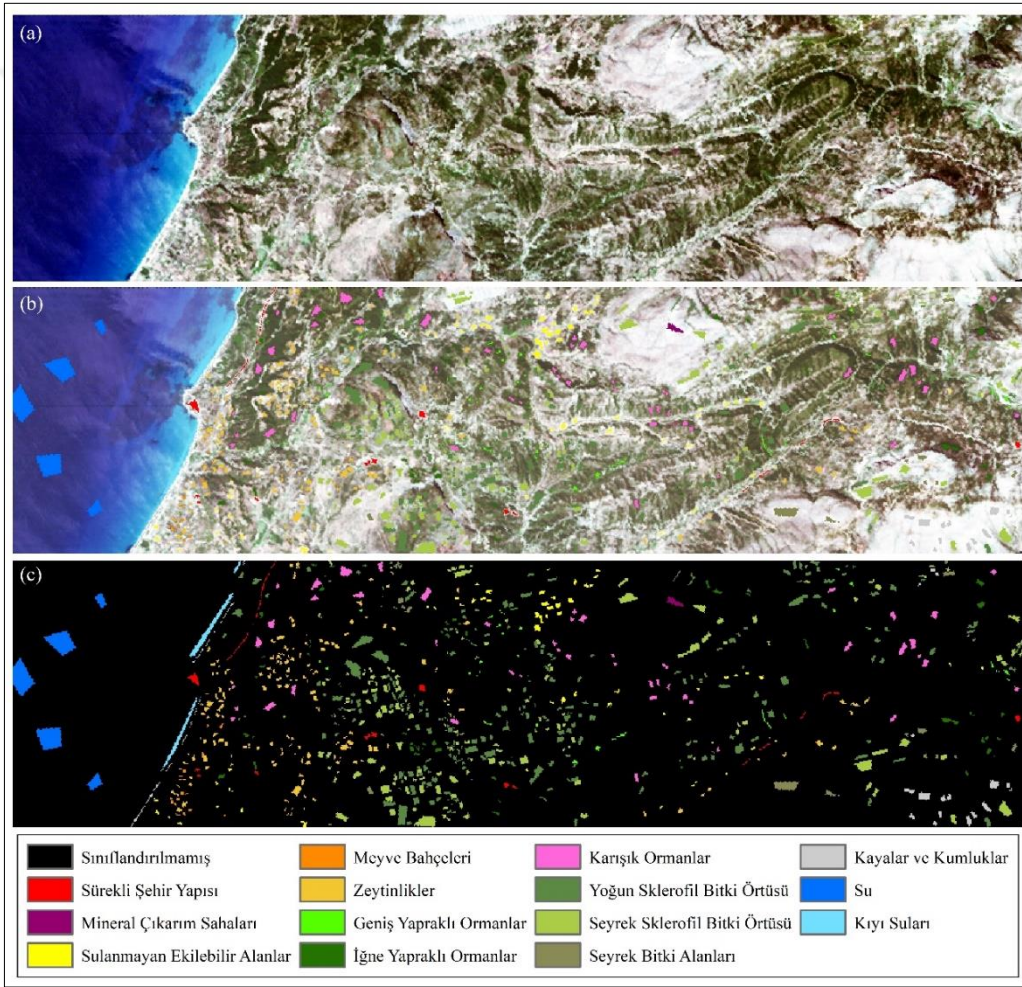 (a)
(b)
(c)
Sınıflandırılmamış
Sürekli Şehir Yapısı
Mineral Çıkarım Sahaları
Sulanmayan Ekilebilir Alanlar
Meyve Bahçeleri
Zeytinlikler
Geniş Yapraklı Ormanlar
İğne Yapraklı Ormanlar
Karışık Ormanlar
Yoğun Sklerofil Bitki Örtüsü
Seyrek Sklerofil Bitki Örtüsü
Seyrek Bitki Alanları
Kayalar ve Kumluklar
Su
Kıyı Suları